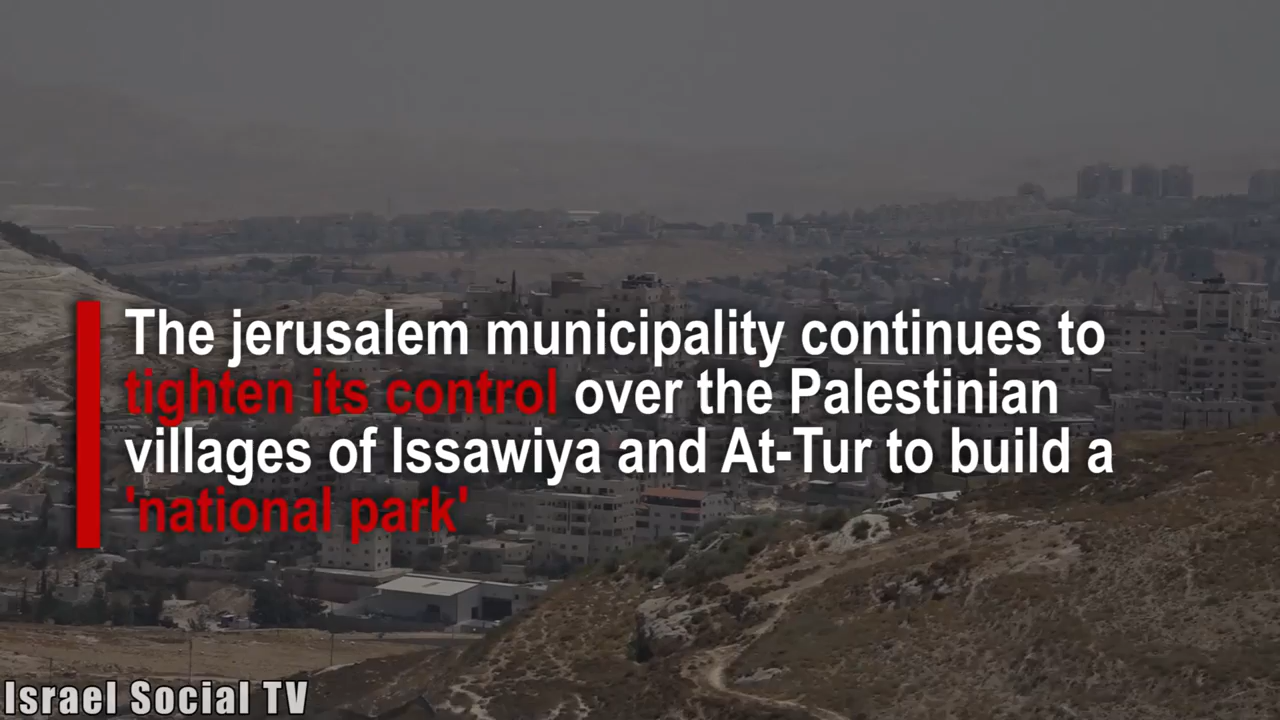 The jerusalem municipality continues to
tighten its control over the Palestinian
villages of Issawiya and At-Tur to build a
'national park'
Israel Social TV